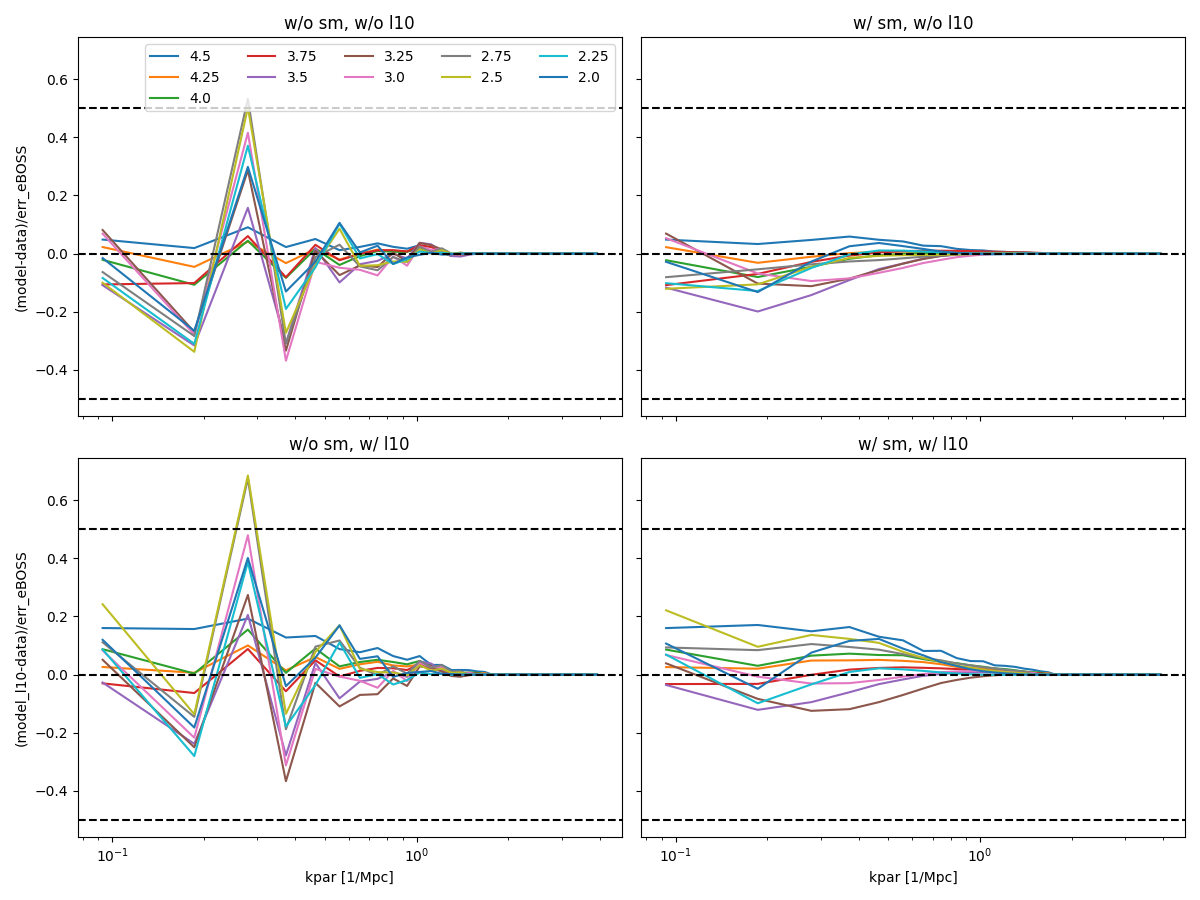 w/o sm, w/o l10
w/ sm, w/o l10
4.5 3.75 3.25 2.75 2.25
4.25 3.5 3.0 2.5 2.0
4.0
0.6
0.4
0.2
0.0
−0.2
−0.4
(model-data)/err_eBOSS
w/o sm, w/ l10
w/ sm, w/ l10
0.6
0.4
0.2
0.0
−0.2
−0.4
(model_l10-data)/err_eBOSS
10⁻¹ 10⁰
10⁻¹ 10⁰
kpar [1/Mpc]
kpar [1/Mpc]